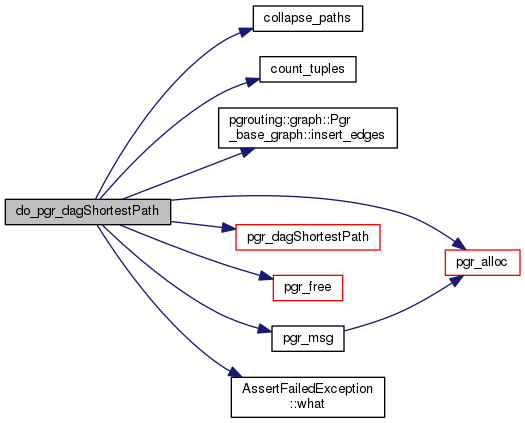 collapse_paths
count_tuples
pgrouting::graph::Pgr
_base_graph::insert_edges
do_pgr_dagShortestPath
pgr_dagShortestPath
pgr_alloc
pgr_free
pgr_msg
AssertFailedException
::what